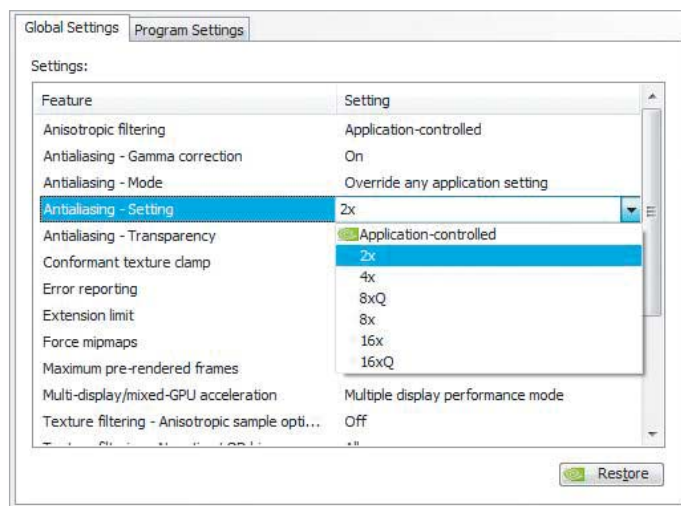 Global Settings Program Settings
Settings:
Feature Setting
Anisotropic filtering Application-controlled
Antialiasing - Gamma correction On
Antialiasing - Mode Override any application setting
Antialiasing - Setting 2x
Antialiasing - Transparency Application-controlled
Conformant texture clamp 2x
4x
Error reporting 8xQ
Extension limit 8x
Force mipmaps 16x
16xQ
Maximum pre-rendered frames
Multi-display/mixed-GPU acceleration Multiple display performance mode
Texture filtering - Anisotropic sample opti... Off
Restore